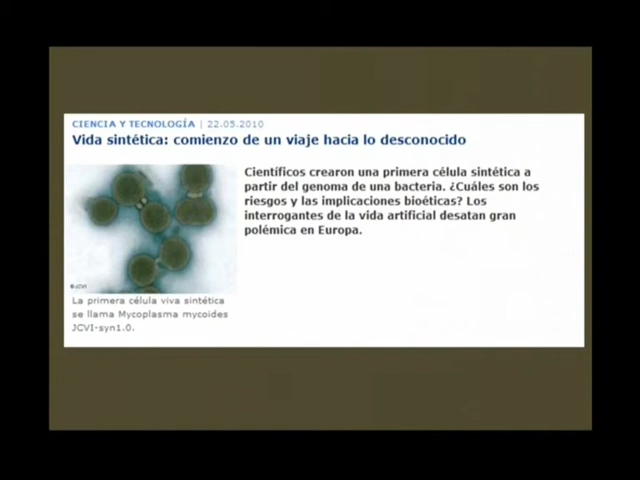 CIENCIA Y TECNOLOGÍA | 22.05.2010
Vida sintética: comienzo de un viaje hacia lo desconocido
Científicos crearon una primera célula sintética a
partir del genoma de una bacteria. ¿Cuáles son los
riesgos y las implicaciones bioéticas? Los
interrogantes de la vida artificial desatan gran
polémica en Europa.
©JCVI
La primera célula viva sintética
se llama Mycoplasma mycoides
JCVI-syn1.0.